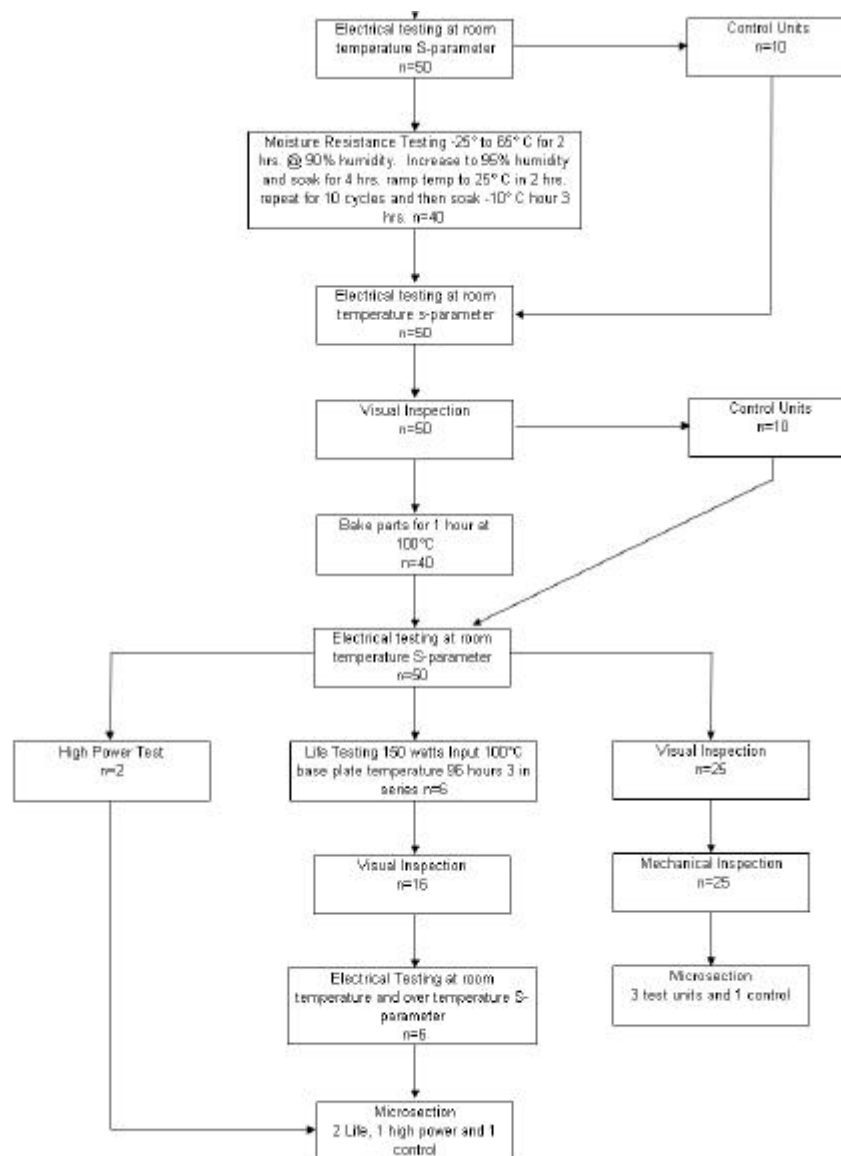 Electrical testing at room
temperature S-parameter
n=50
Control Units
n=10
Moisture Resistance Testing -25° to 65° C for 2
hrs. @ 90% humidity. Increase to 95% humidity
and soak for 4 hrs. ramp temp to 25° C in 2 hrs.
repeat for 10 cycles and then soak -10° C hour 3
hrs. n=40
Electrical testing at room
temperature s-parameter
n=50
Visual Inspection
n=50
Control Units
n=10
Bake parts for 1 hour at
100°C
n=40
Electrical testing at room
temperature S-parameter
n=50
High Power Test
n=2
Life Testing 150 watts Input 100°C
base plate temperature 96 hours 3 in
series n=6
Visual Inspection
n=25
Visual Inspection
n=16
Mechanical Inspection
n=25
Electrical Testing at room
temperature and over temperature S-
parameter
n=6
Microsection
3 test units and 1 control
Microsection
2 Life, 1 high power and 1
control